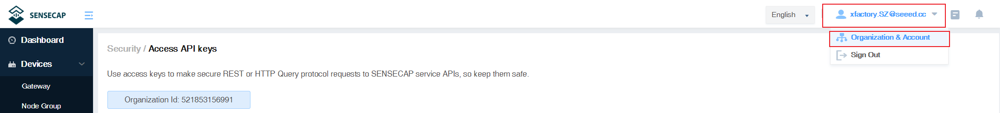 SENSECAP
English
xfactory.SZ@seeed.cc
Organization & Account
Sign Out
Dashboard
Devices
Gateway
Node Group
Security / Access API keys
Use access keys to make secure REST or HTTP Query protocol requests to SENSECAP service APIs, so keep them safe.
Organization Id: 521853156991